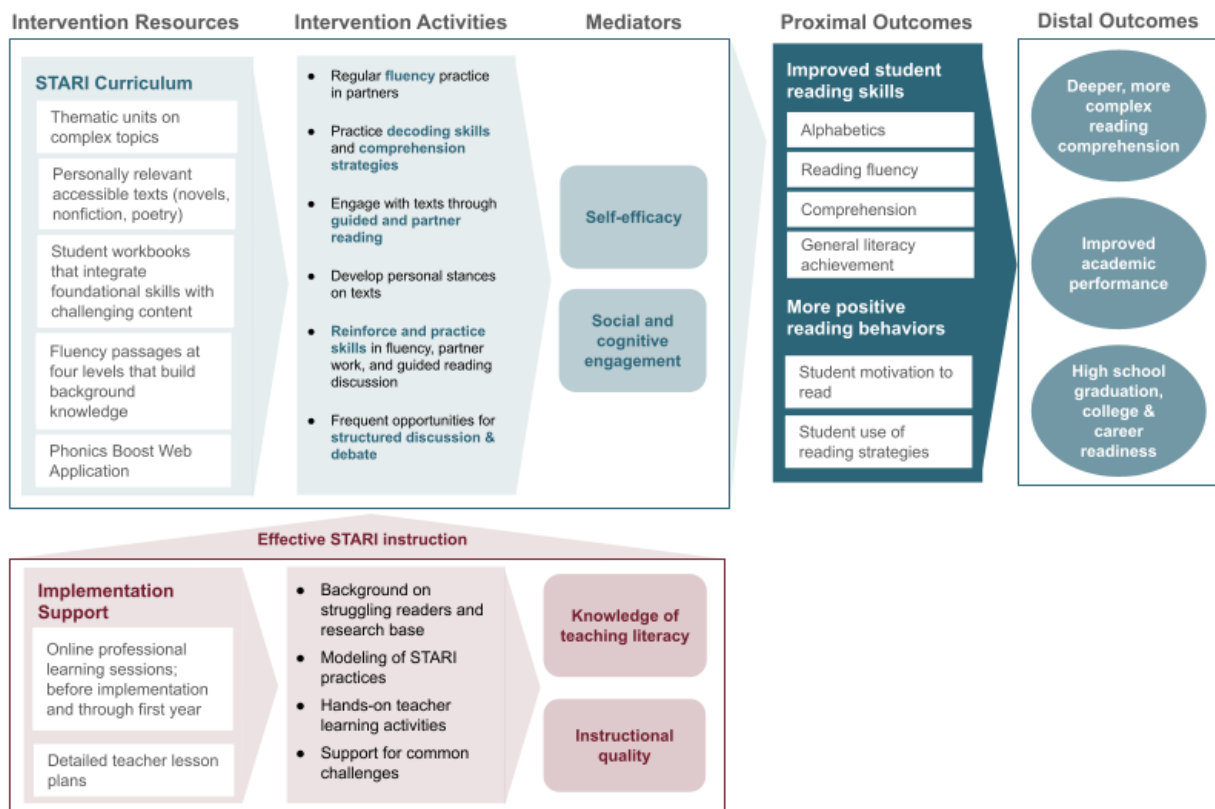 Intervention Resources
Intervention Activities
Mediators
Proximal Outcomes
Distal Outcomes
STARI Curriculum
Thematic units on
complex topics
Personally relevant
accessible texts (novels,
nonfiction, poetry)
Student workbooks
that integrate
foundational skills with
challenging content
Fluency passages at
four levels that build
background
knowledge
Phonics Boost Web
Application
● Regular fluency practice
in partners
● Practice decoding skills
and comprehension
strategies
● Engage with texts through
guided and partner
reading
● Develop personal stances
on texts
● Reinforce and practice
skills in fluency, partner
work, and guided reading
discussion
● Frequent opportunities for
structured discussion &
debate
Self-efficacy
Social and
cognitive
engagement
Improved student
reading skills
Alphabetics
Reading fluency
Comprehension
General literacy
achievement
More positive
reading behaviors
Student motivation to
read
Student use of
reading strategies
Deeper, more
complex
reading
comprehension
Improved
academic
performance
High school
graduation,
college &
career
readiness
Effective STARI instruction
Implementation
Support
Online professional
learning sessions;
before implementation
and through first year
Detailed teacher lesson
plans
● Background on
struggling readers and
research base
● Modeling of STARI
practices
● Hands-on teacher
learning activities
● Support for common
challenges
Knowledge of
teaching literacy
Instructional
quality